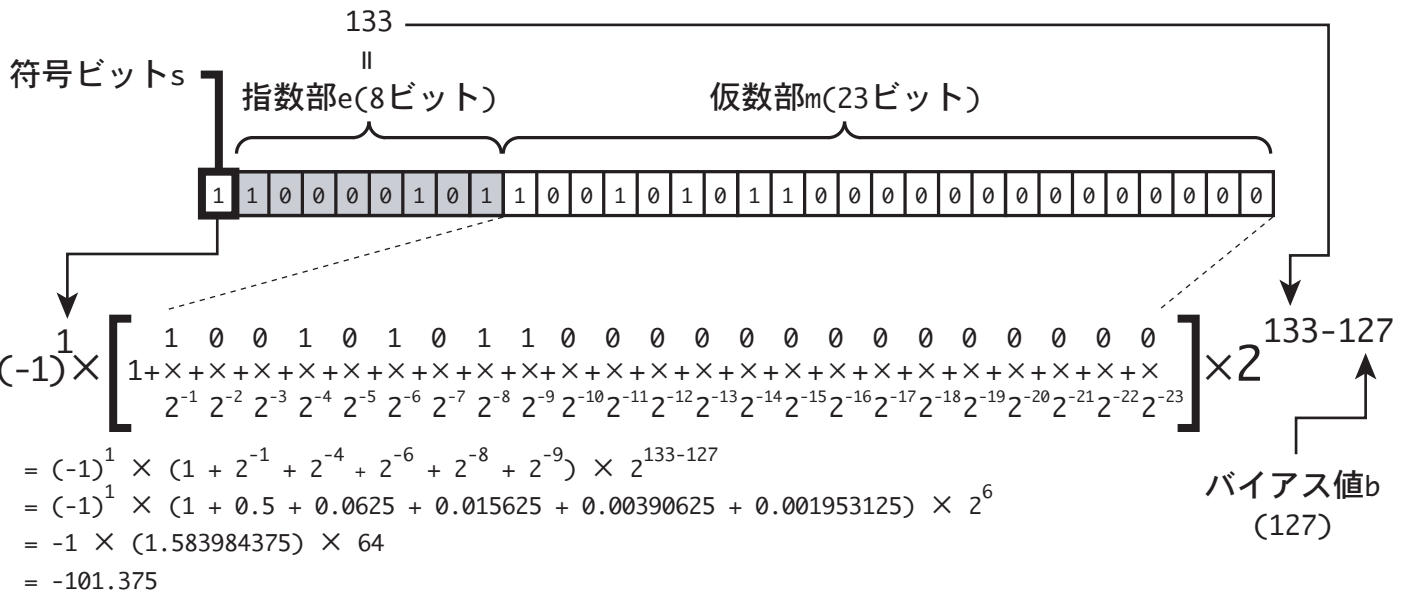 133
=
符号ビットs
指数部e(8ビット)
仮数部m(23ビット)
1 1 0 0 0 0 1 0 1 1 0 0 1 0 1 0 1 1 0 0 0 0 0 0 0 0 0 0 0 0 0 0
1 0 0 1 0 1 0 1 1 0 0 0 0 0 0 0 0 0 0 0 0 0 0
(-1)^1 × [ 1+×+×+×+×+×+×+×+×+×+×+×+×+×+×+×+×+×+×+×+×+×+×+× ] ×2^133-127
2^-1 2^-2 2^-3 2^-4 2^-5 2^-6 2^-7 2^-8 2^-9 2^-10 2^-11 2^-12 2^-13 2^-14 2^-15 2^-16 2^-17 2^-18 2^-19 2^-20 2^-21 2^-22 2^-23
= (-1)^1 × (1 + 2^-1 + 2^-4 + 2^-6 + 2^-8 + 2^-9) × 2^133-127
= (-1)^1 × (1 + 0.5 + 0.0625 + 0.015625 + 0.00390625 + 0.001953125) × 2^6
= -1 × (1.583984375) × 64
= -101.375
バイアス値b
(127)